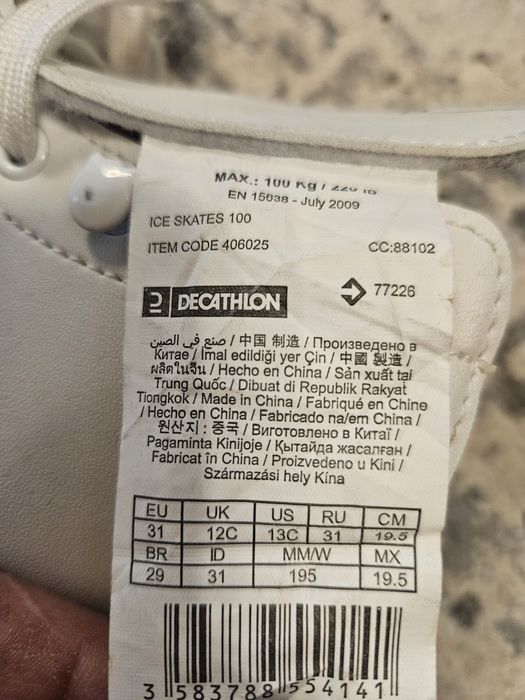 MAX.: 100 Kg / 220 lb
EN 15638 - July 2009
ICE SKATES 100
ITEM CODE 406025 CC:88102
DECATHLON 77226
صنع في الصين / 中国 制造 / Произведено в
Китае / Imal edildiği yer Çin / 中國 製造 /
ผลิตในจีน / Hecho en China / Sản xuất tại
Trung Quốc / Dibuat di Republik Rakyat
Tiongkok / Made in China / Fabriqué en Chine
/ Hecho en China / Fabricado na/em China /
원산지 : 중국 / Виготовлено в Китаї /
Pagaminta Kinijoje / Қытайда жасалған /
Fabricat în China / Proizvedeno u Kini /
Származási hely Kína
EU UK US RU CM
31 12C 13C 31 19.5
BR ID MM/W MX
29 31 195 19.5
3 583788 554141